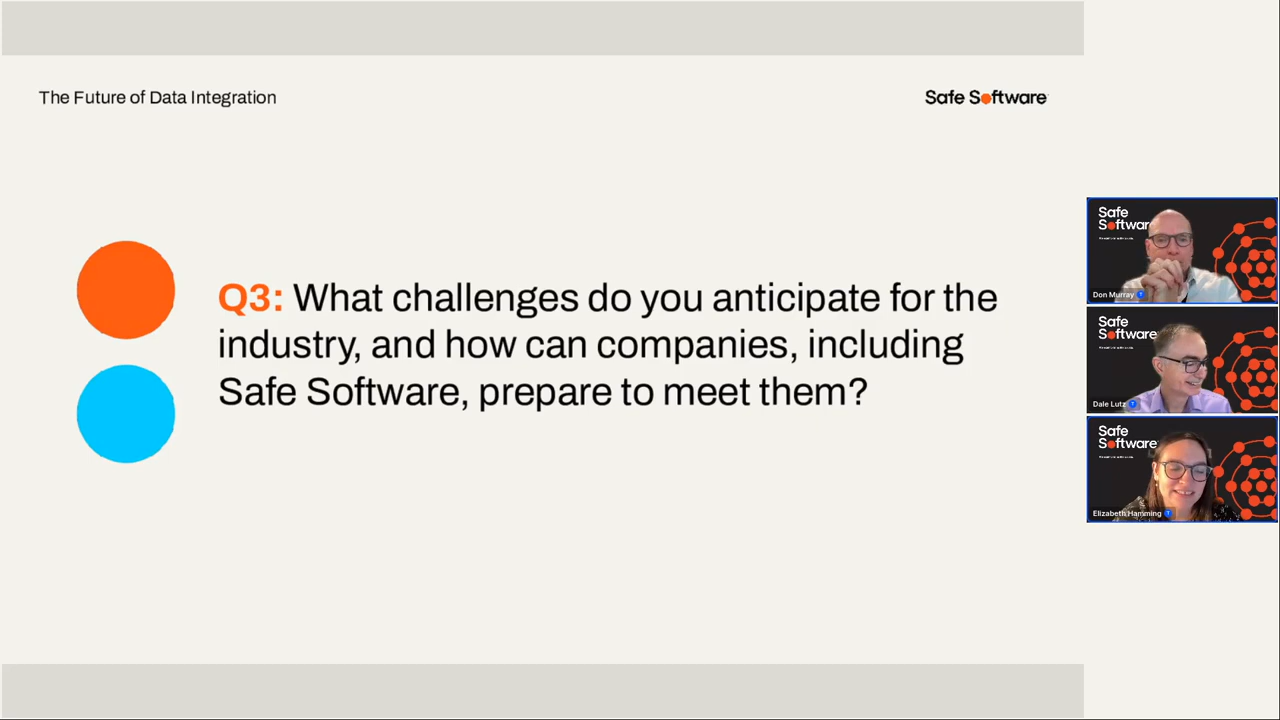 The Future of Data Integration
Safe Software
Q3: What challenges do you anticipate for the
industry, and how can companies, including
Safe Software, prepare to meet them?
Safe
Software
Don Murray
Safe
Software
Dale Lutz
Safe
Software
Elizabeth Hamming